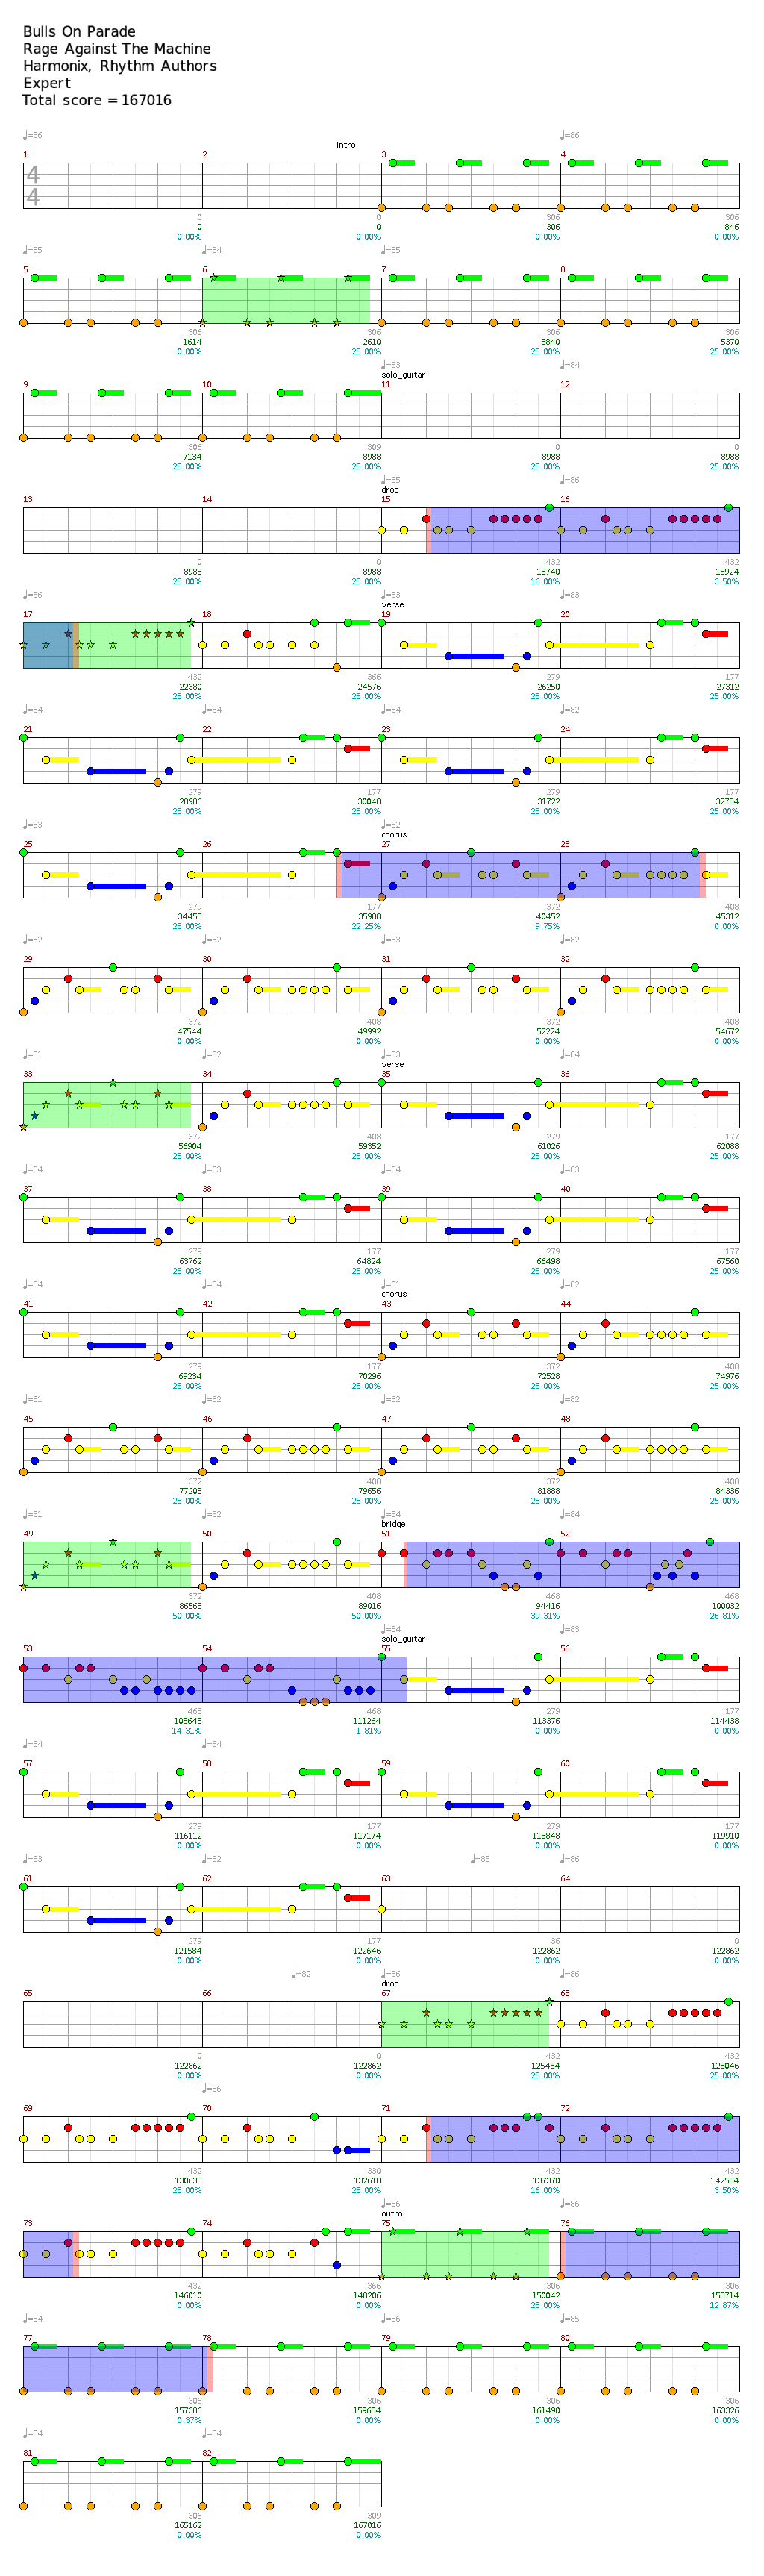 Bulls On Parade
Rage Against The Machine
Harmonix, Rhythm Authors
Expert
Total score = 167016
♩=86 ♩=86
intro
1 2 3 4
4
4
0 0 306 306
0 0 306 846
0.00% 0.00% 0.00% 0.00%
♩=85 ♩=84 ♩=85
5 6 7 8
306 306 306 306
1614 2610 3840 5370
0.00% 25.00% 25.00% 25.00%
♩=83 ♩=84
solo_guitar
9 10 11 12
306 309 0 0
7134 8988 8988 8988
25.00% 25.00% 25.00% 25.00%
♩=85 ♩=86
drop
13 14 15 16
0 0 432 432
8988 8988 13740 18924
25.00% 25.00% 16.00% 3.50%
♩=86 ♩=83 ♩=83
verse
17 18 19 20
432 366 279 177
22380 24576 26250 27312
25.00% 25.00% 25.00% 25.00%
♩=84 ♩=84 ♩=84 ♩=82
21 22 23 24
279 177 279 177
28986 30048 31722 32784
25.00% 25.00% 25.00% 25.00%
♩=83 ♩=82
chorus
25 26 27 28
279 177 372 408
34458 35988 40452 45312
25.00% 22.25% 9.75% 0.00%
♩=82 ♩=82 ♩=83 ♩=82
29 30 31 32
372 408 372 408
47544 49992 52224 54672
0.00% 0.00% 0.00% 0.00%
♩=81 ♩=82 ♩=83
verse
33 34 35 36
372 408 279 177
56904 59352 61026 62088
25.00% 25.00% 25.00% 25.00%
♩=84 ♩=83 ♩=84 ♩=83
37 38 39 40
279 177 279 177
63762 64824 66498 67560
25.00% 25.00% 25.00% 25.00%
♩=84 ♩=84 ♩=81 ♩=82
chorus
41 42 43 44
279 177 372 408
69234 70296 72528 74976
25.00% 25.00% 25.00% 25.00%
♩=81 ♩=82 ♩=82 ♩=82
45 46 47 48
372 408 372 408
77208 79656 81888 84336
25.00% 25.00% 25.00% 25.00%
♩=81 ♩=82 ♩=84 ♩=84
bridge
49 50 51 52
372 408 468 468
86568 89016 94416 100032
50.00% 50.00% 39.31% 26.81%
♩=84 ♩=83
solo_guitar
53 54 55 56
468 468 279 177
105648 111264 113376 114438
14.31% 1.81% 0.00% 0.00%
♩=84 ♩=84
57 58 59 60
279 177 279 177
116112 117174 118848 119910
0.00% 0.00% 0.00% 0.00%
♩=83 ♩=82 ♩=85 ♩=86
61 62 63 64
279 177 36 0
121584 122646 122862 122862
0.00% 0.00% 0.00% 0.00%
♩=82 ♩=86 ♩=86
drop
65 66 67 68
0 0 432 432
122862 122862 125454 128046
0.00% 0.00% 25.00% 25.00%
♩=86
69 70 71 72
432 330 432 432
130638 132618 137370 142554
25.00% 25.00% 16.00% 3.50%
♩=86 ♩=86
outro
73 74 75 76
432 366 306 306
146010 148206 150042 153714
0.00% 0.00% 25.00% 12.87%
♩=84 ♩=86 ♩=85
77 78 79 80
306 306 306 306
157386 159654 161490 163326
0.37% 0.00% 0.00% 0.00%
♩=84 ♩=84
81 82
306 309
165162 167016
0.00% 0.00%